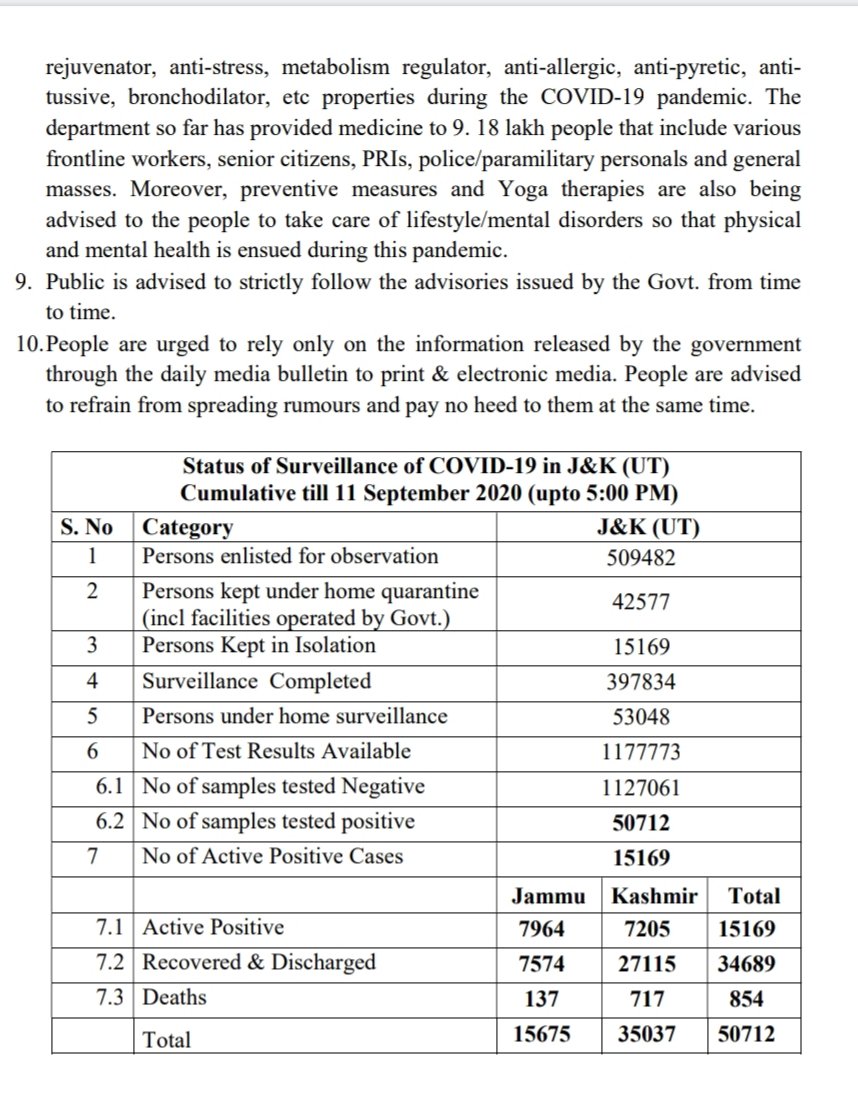 rejuvenator, anti-stress, metabolism regulator, anti-allergic, anti-pyretic, anti-
tussive, bronchodilator, etc properties during the COVID-19 pandemic. The
department so far has provided medicine to 9. 18 lakh people that include various
frontline workers, senior citizens, PRIs, police/paramilitary personals and general
masses. Moreover, preventive measures and Yoga therapies are also being
advised to the people to take care of lifestyle/mental disorders so that physical
and mental health is ensued during this pandemic.
9. Public is advised to strictly follow the advisories issued by the Govt. from time
to time.
10.People are urged to rely only on the information released by the government
through the daily media bulletin to print & electronic media. People are advised
to refrain from spreading rumours and pay no heed to them at the same time.
Status of Surveillance of COVID-19 in J&K (UT)
Cumulative till 11 September 2020 (upto 5:00 PM)
S. No Category J&K (UT)
1 Persons enlisted for observation 509482
2 Persons kept under home quarantine
(incl facilities operated by Govt.) 42577
3 Persons Kept in Isolation 15169
4 Surveillance Completed 397834
5 Persons under home surveillance 53048
6 No of Test Results Available 1177773
6.1 No of samples tested Negative 1127061
6.2 No of samples tested positive 50712
7 No of Active Positive Cases 15169
Jammu Kashmir Total
7.1 Active Positive 7964 7205 15169
7.2 Recovered & Discharged 7574 27115 34689
7.3 Deaths 137 717 854
Total 15675 35037 50712